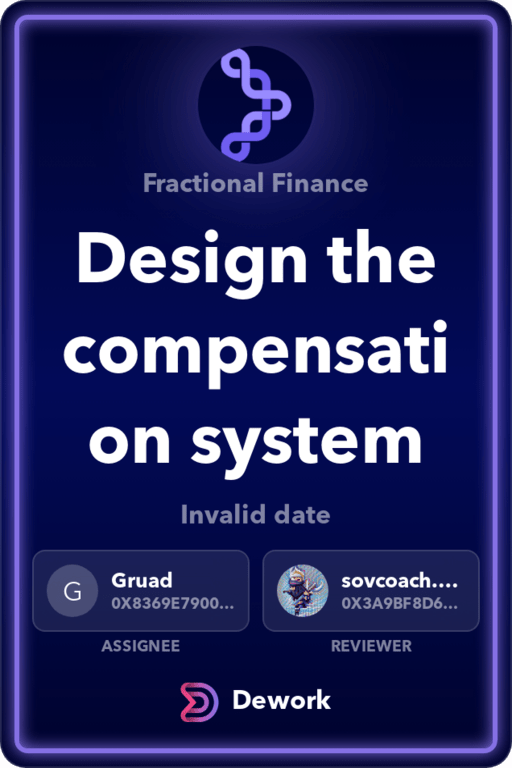 Fractional Finance
Design the
compensati
on system
Invalid date
G
Gruad
0X8369E7900...
sovcoach....
0X3A9BF8D6...
ASSIGNEE
REVIEWER
Dework